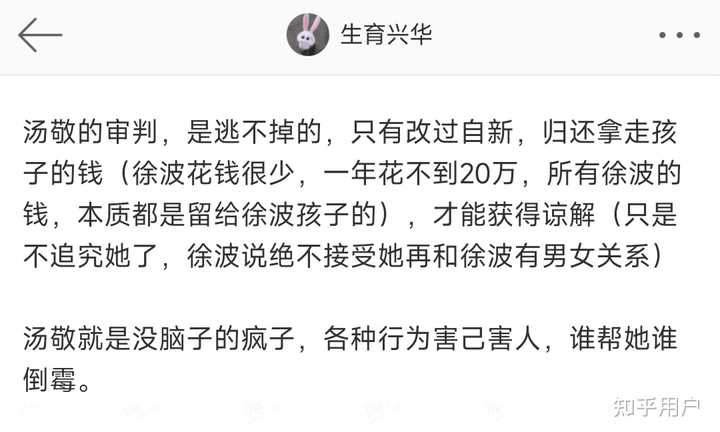 生育兴华
汤敬的审判，是逃不掉的，只有改过自新，归还拿走孩
子的钱（徐波花钱很少，一年花不到20万，所有徐波的
钱，本质都是留给徐波孩子的），才能获得谅解（只是
不追究她了，徐波说绝不接受她再和徐波有男女关系）
汤敬就是没脑子的疯子，各种行为害己害人，谁帮她谁
倒霉。
知乎用户